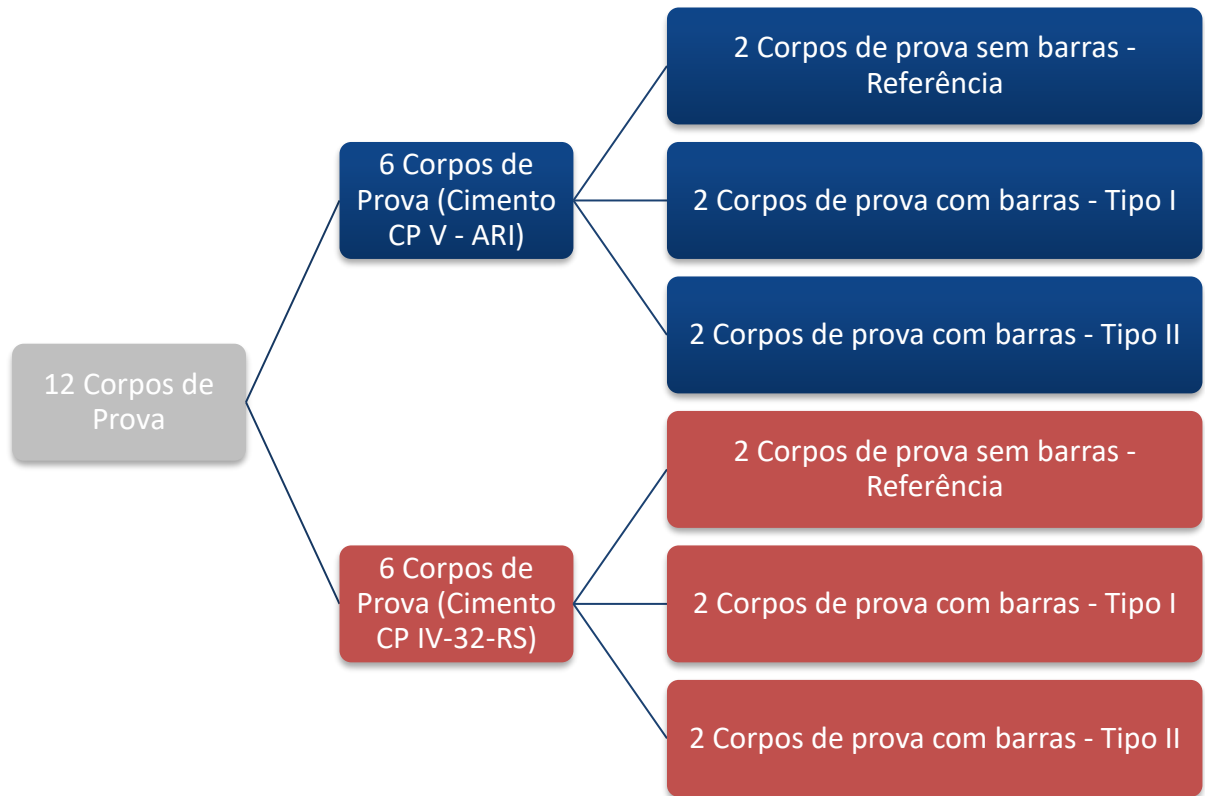 2 Corpos de prova sem barras -
Referência
6 Corpos de
Prova (Cimento
CP V - ARI)
2 Corpos de prova com barras - Tipo I
2 Corpos de prova com barras - Tipo II
12 Corpos de
Prova
2 Corpos de prova sem barras -
Referência
6 Corpos de
Prova (Cimento
CP IV-32-RS)
2 Corpos de prova com barras - Tipo I
2 Corpos de prova com barras - Tipo II